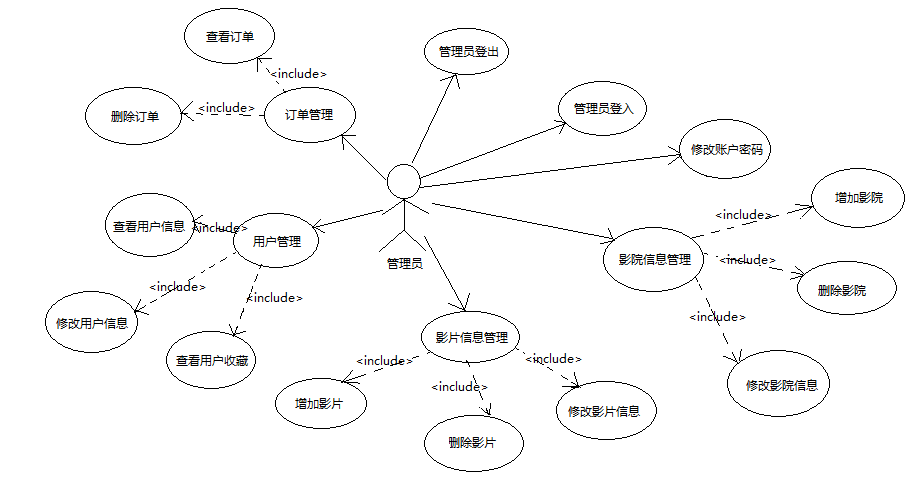 查看订单
管理员登出
<include>
删除订单
<include>
订单管理
管理员登入
修改账户密码
增加影院
查看用户信息
<include>
用户管理
<include>
管理员
影院信息管理
<include>
删除影院
<include>
修改用户信息
<include>
<include>
查看用户收藏
影片信息管理
<include>
<include>
修改影院信息
<include>
增加影片
修改影片信息
删除影片